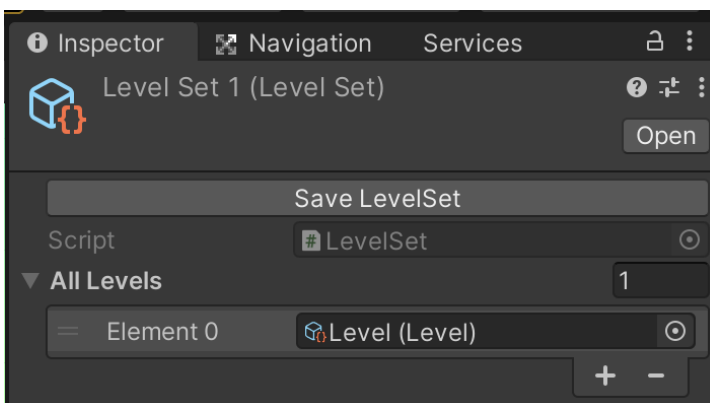 Inspector Navigation Services
Level Set 1 (Level Set)
Open
Save LevelSet
Script # LevelSet
All Levels 1
Element 0 Level (Level)